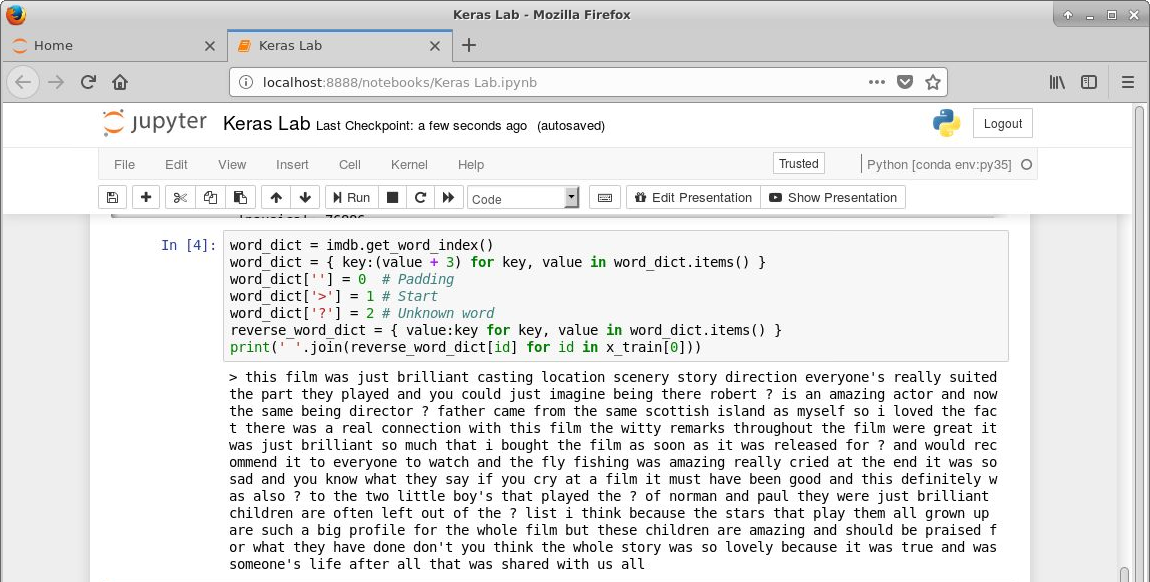 Keras Lab - Mozilla Firefox
Home
Keras Lab
localhost:8888/notebooks/Keras Lab.ipynb
jupyter Keras Lab Last Checkpoint: a few seconds ago (autosaved)
Logout
File Edit View Insert Cell Kernel Help
Trusted
Python [conda env:py35]
Run
Code
Edit Presentation
Show Presentation
In [4]:
word_dict = imdb.get_word_index()
word_dict = { key:(value + 3) for key, value in word_dict.items() }
word_dict[''] = 0  # Padding
word_dict['>'] = 1 # Start
word_dict['?'] = 2 # Unknown word
reverse_word_dict = { value:key for key, value in word_dict.items() }
print(' '.join(reverse_word_dict[id] for id in x_train[0]))
> this film was just brilliant casting location scenery story direction everyone's really suited
the part they played and you could just imagine being there robert ? is an amazing actor and now
the same being director ? father came from the same scottish island as myself so i loved the fac
t there was a real connection with this film the witty remarks throughout the film were great it
was just brilliant so much that i bought the film as soon as it was released for ? and would rec
ommend it to everyone to watch and the fly fishing was amazing really cried at the end it was so
sad and you know what they say if you cry at a film it must have been good and this definitely w
as also ? to the two little boy's that played the ? of norman and paul they were just brilliant
children are often left out of the ? list i think because the stars that play them all grown up
are such a big profile for the whole film but these children are amazing and should be praised f
or what they have done don't you think the whole story was so lovely because it was true and was
someone's life after all that was shared with us all